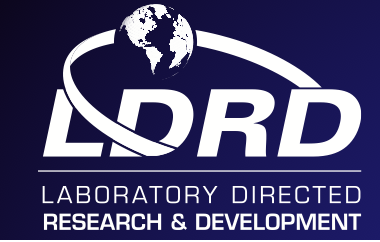 LDRD
LABORATORY DIRECTED
RESEARCH & DEVELOPMENT